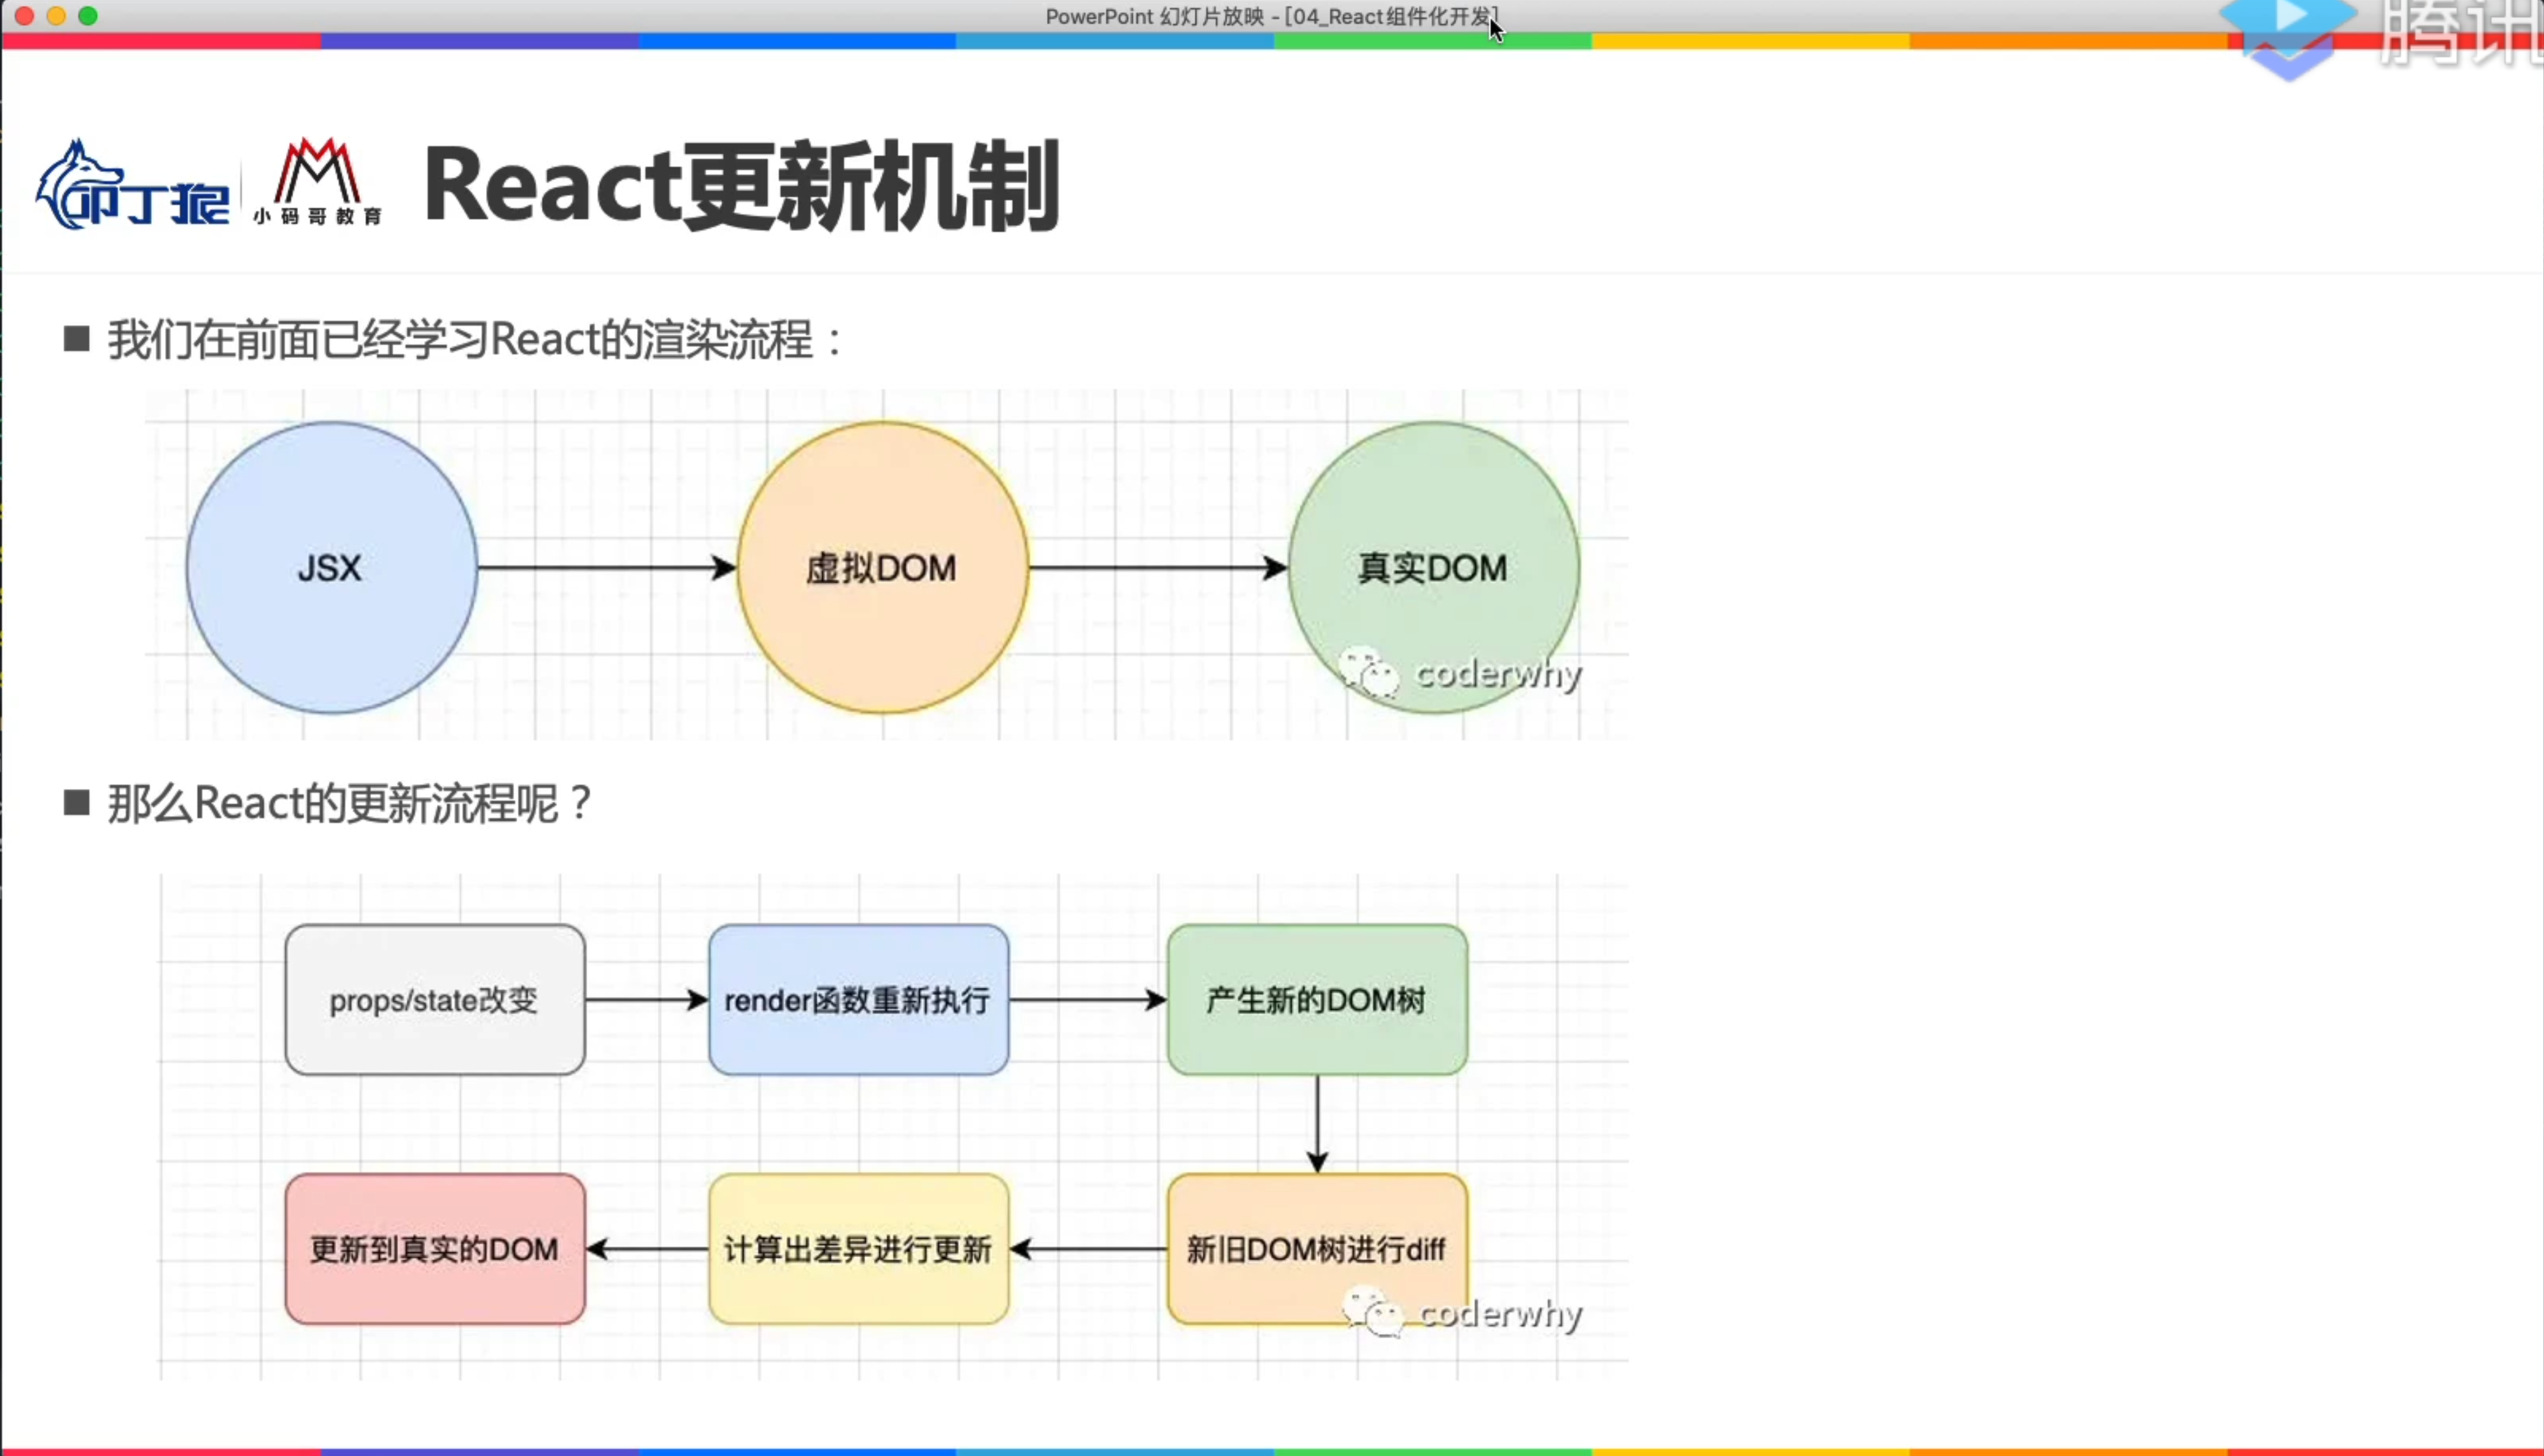 PowerPoint 幻灯片放映 - [04_React组件化开发]
腾讯
叩丁狼
小码哥教育
React更新机制
■ 我们在前面已经学习React的渲染流程：
JSX
虚拟DOM
真实DOM
coderwhy
■ 那么React的更新流程呢？
props/state改变
render函数重新执行
产生新的DOM树
更新到真实的DOM
计算出差异进行更新
新旧DOM树进行diff
coderwhy